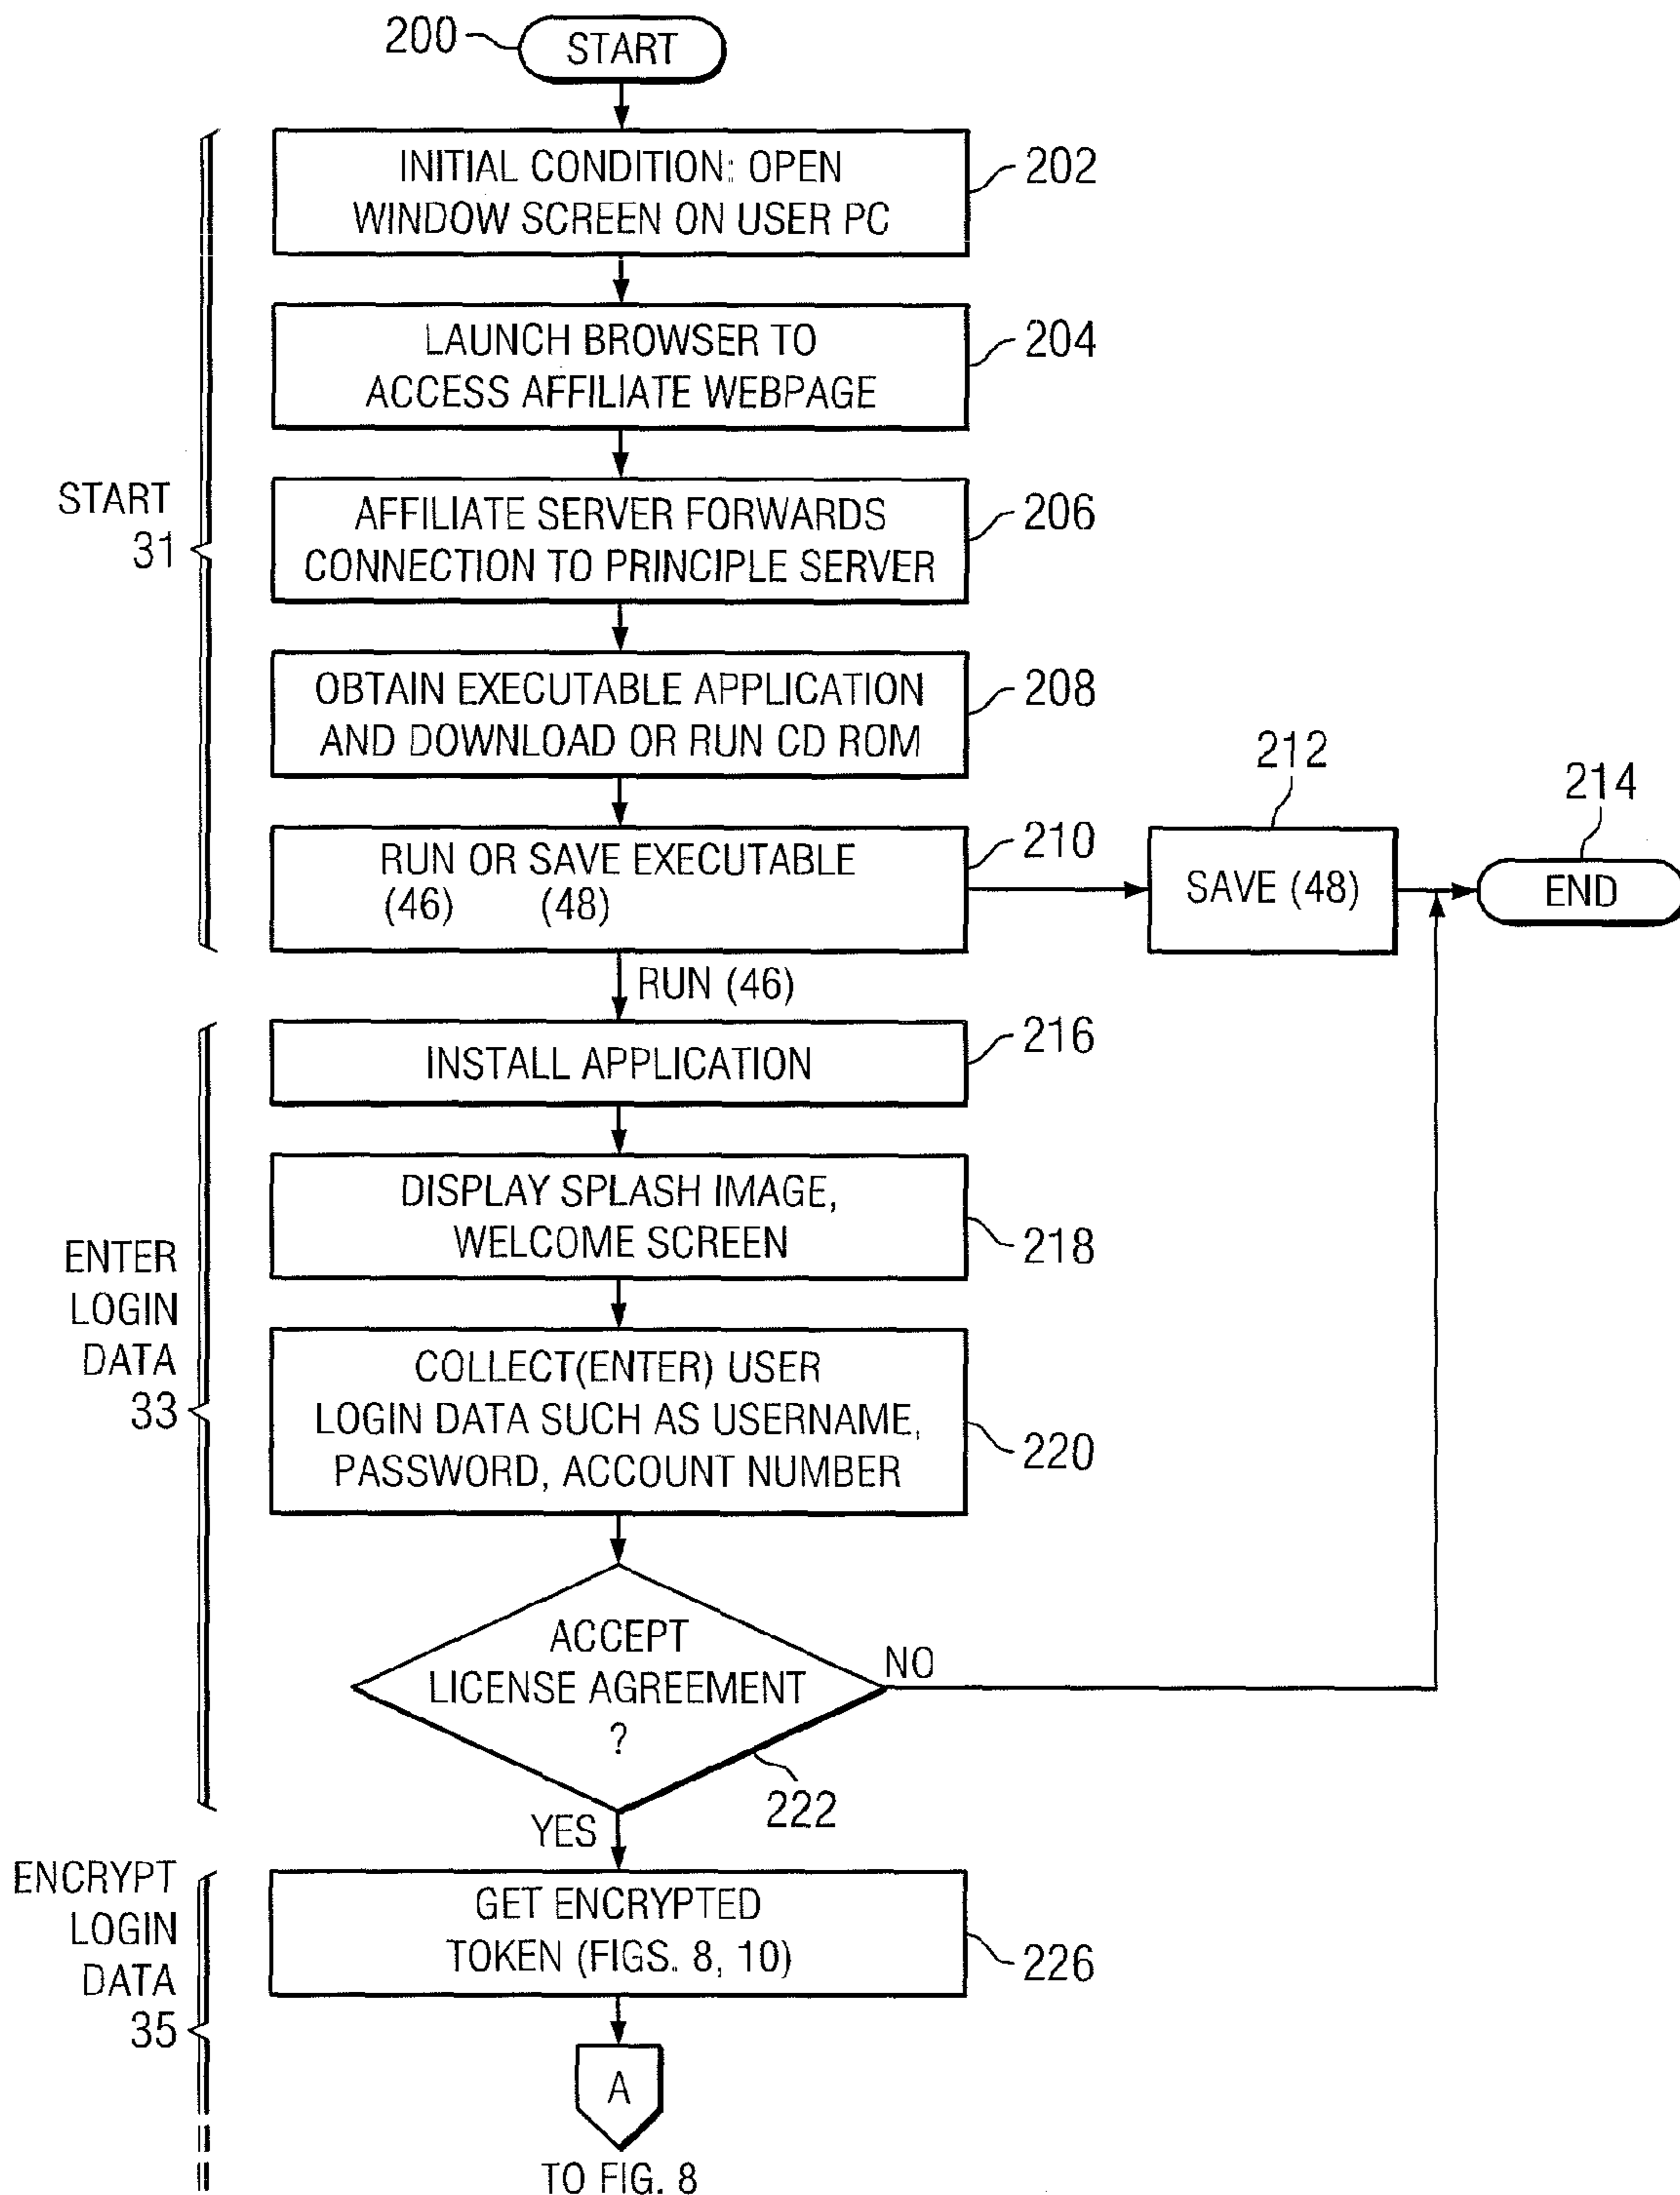 200
START
INITIAL CONDITION: OPEN
WINDOW SCREEN ON USER PC
202
LAUNCH BROWSER TO
ACCESS AFFILIATE WEBPAGE
204
START
31
AFFILIATE SERVER FORWARDS
CONNECTION TO PRINCIPLE SERVER
206
OBTAIN EXECUTABLE APPLICATION
AND DOWNLOAD OR RUN CD ROM
208
RUN OR SAVE EXECUTABLE
(46) (48)
210
212
SAVE (48)
214
END
RUN (46)
INSTALL APPLICATION
216
DISPLAY SPLASH IMAGE,
WELCOME SCREEN
218
ENTER
LOGIN
DATA
33
COLLECT(ENTER) USER
LOGIN DATA SUCH AS USERNAME,
PASSWORD, ACCOUNT NUMBER
220
ACCEPT
LICENSE AGREEMENT
?
NO
222
YES
ENCRYPT
LOGIN
DATA
35
GET ENCRYPTED
TOKEN (FIGS. 8, 10)
226
A
TO FIG. 8